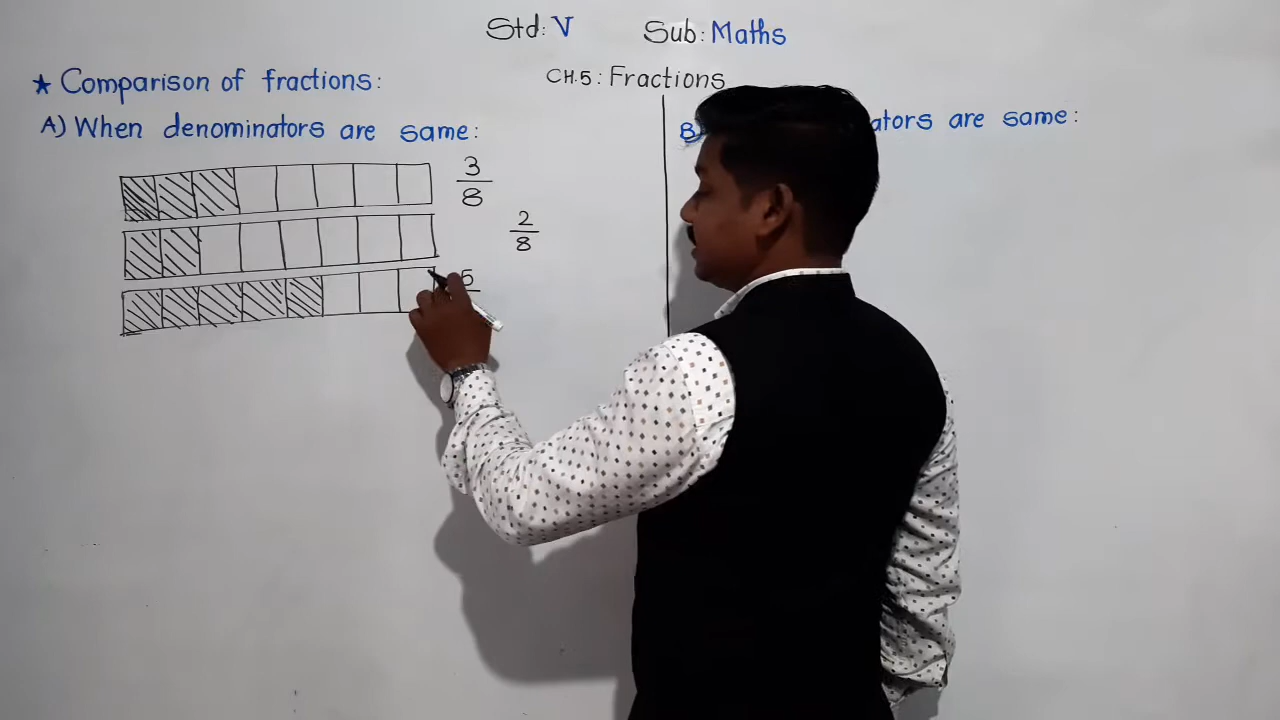 Std: V Sub: Maths
CH.5: Fractions
★ Comparison of fractions:
A) When denominators are same:
3
8
2
8
5
B
are same: